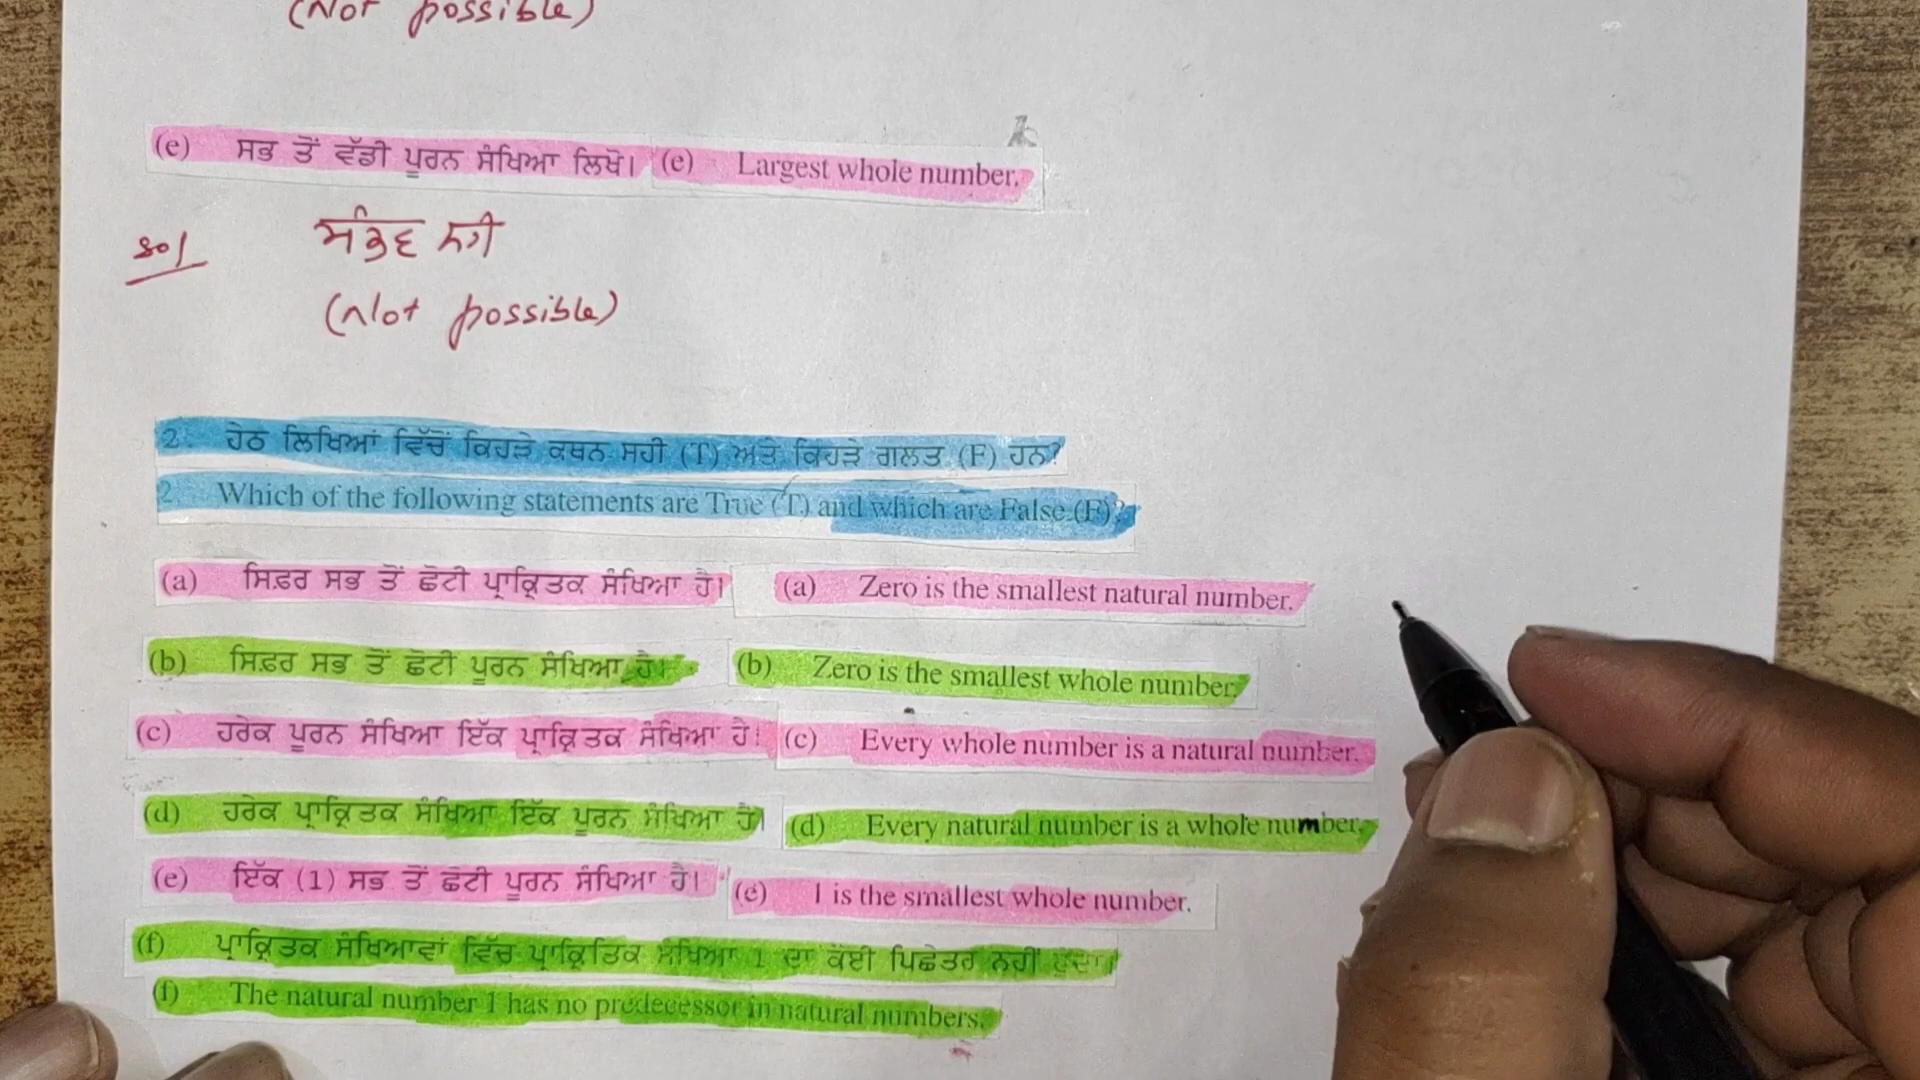 (Not possible)
(e) ਸਭ ਤੋਂ ਵੱਡੀ ਪੂਰਨ ਸੰਖਿਆ ਲਿਖੋ। (e) Largest whole number.
sol ਸੰਭਵ ਨਹੀ
(Not possible)
2. ਹੇਠ ਲਿਖਿਆਂ ਵਿੱਚੋਂ ਕਿਹੜੇ ਕਥਨ ਸਹੀ (T) ਅਤੇ ਕਿਹੜੇ ਗਲਤ (F) ਹਨ?
2. Which of the following statements are True (T) and which are False (F)?
(a) ਸਿਫ਼ਰ ਸਭ ਤੋਂ ਛੋਟੀ ਪ੍ਰਾਕ੍ਰਿਤਕ ਸੰਖਿਆ ਹੈ। (a) Zero is the smallest natural number.
(b) ਸਿਫ਼ਰ ਸਭ ਤੋਂ ਛੋਟੀ ਪੂਰਨ ਸੰਖਿਆ ਹੈ। (b) Zero is the smallest whole number.
(c) ਹਰੇਕ ਪੂਰਨ ਸੰਖਿਆ ਇੱਕ ਪ੍ਰਾਕ੍ਰਿਤਕ ਸੰਖਿਆ ਹੈ। (c) Every whole number is a natural number.
(d) ਹਰੇਕ ਪ੍ਰਾਕ੍ਰਿਤਕ ਸੰਖਿਆ ਇੱਕ ਪੂਰਨ ਸੰਖਿਆ ਹੈ। (d) Every natural number is a whole number.
(e) ਇੱਕ (1) ਸਭ ਤੋਂ ਛੋਟੀ ਪੂਰਨ ਸੰਖਿਆ ਹੈ। (e) 1 is the smallest whole number.
(f) ਪ੍ਰਾਕ੍ਰਿਤਕ ਸੰਖਿਆਵਾਂ ਵਿੱਚ ਪ੍ਰਾਕ੍ਰਿਤਿਕ ਸੰਖਿਆ 1 ਦਾ ਕੋਈ ਪਿਛੇਤਰ ਨਹੀਂ ਹੁੰਦਾ।
(f) The natural number 1 has no predecessor in natural numbers.